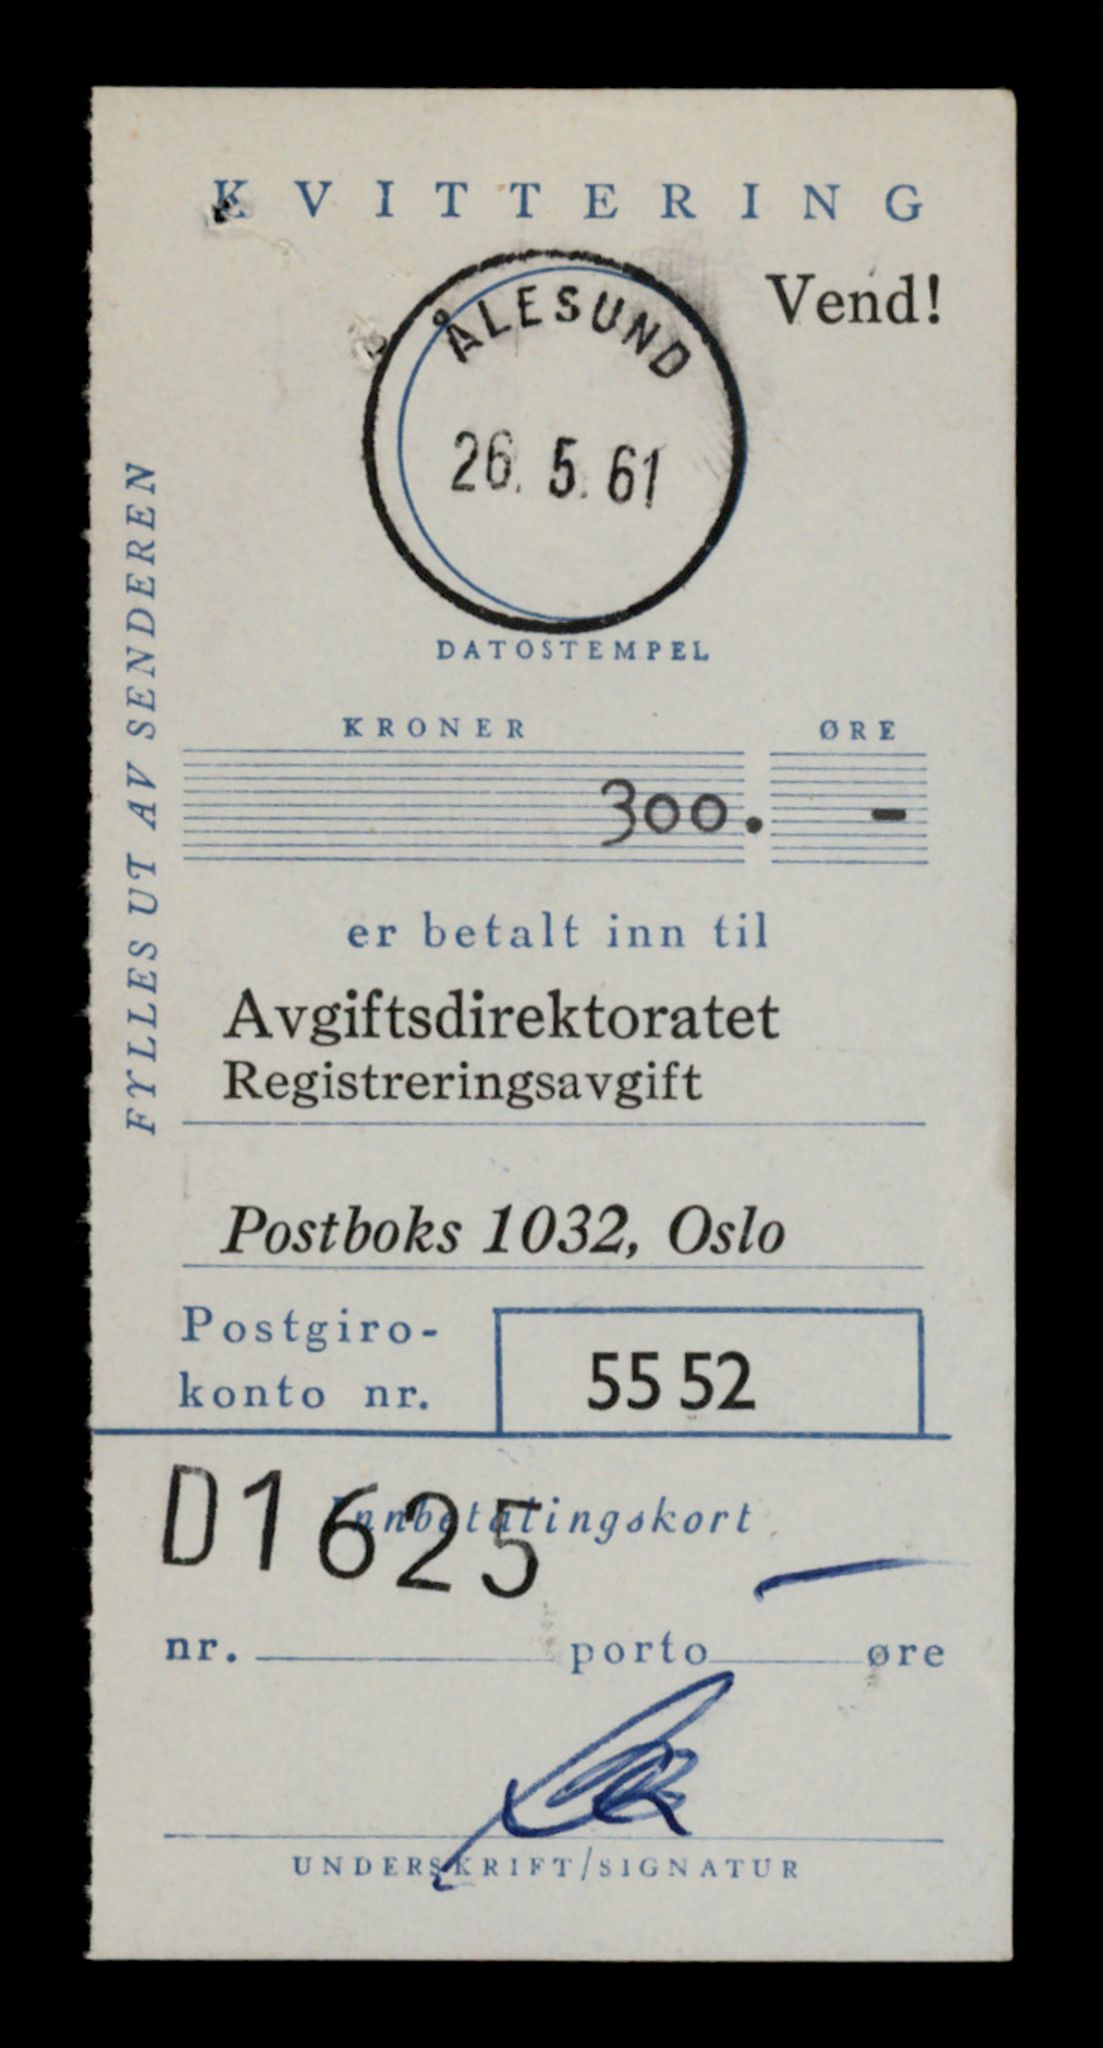 KVITTERING
Vend!
ÅLESUND
26. 5. 61
DATOSTEMPEL
KRONER ØRE
300. -
er betalt inn til
Avgiftsdirektoratet
Registreringsavgift
Postboks 1032, Oslo
Postgiro-
konto nr.
55 52
D1625
Innbetalingskort
nr. porto øre
UNDERSKRIFT/SIGNATUR
FYLLES UT AV SENDEREN